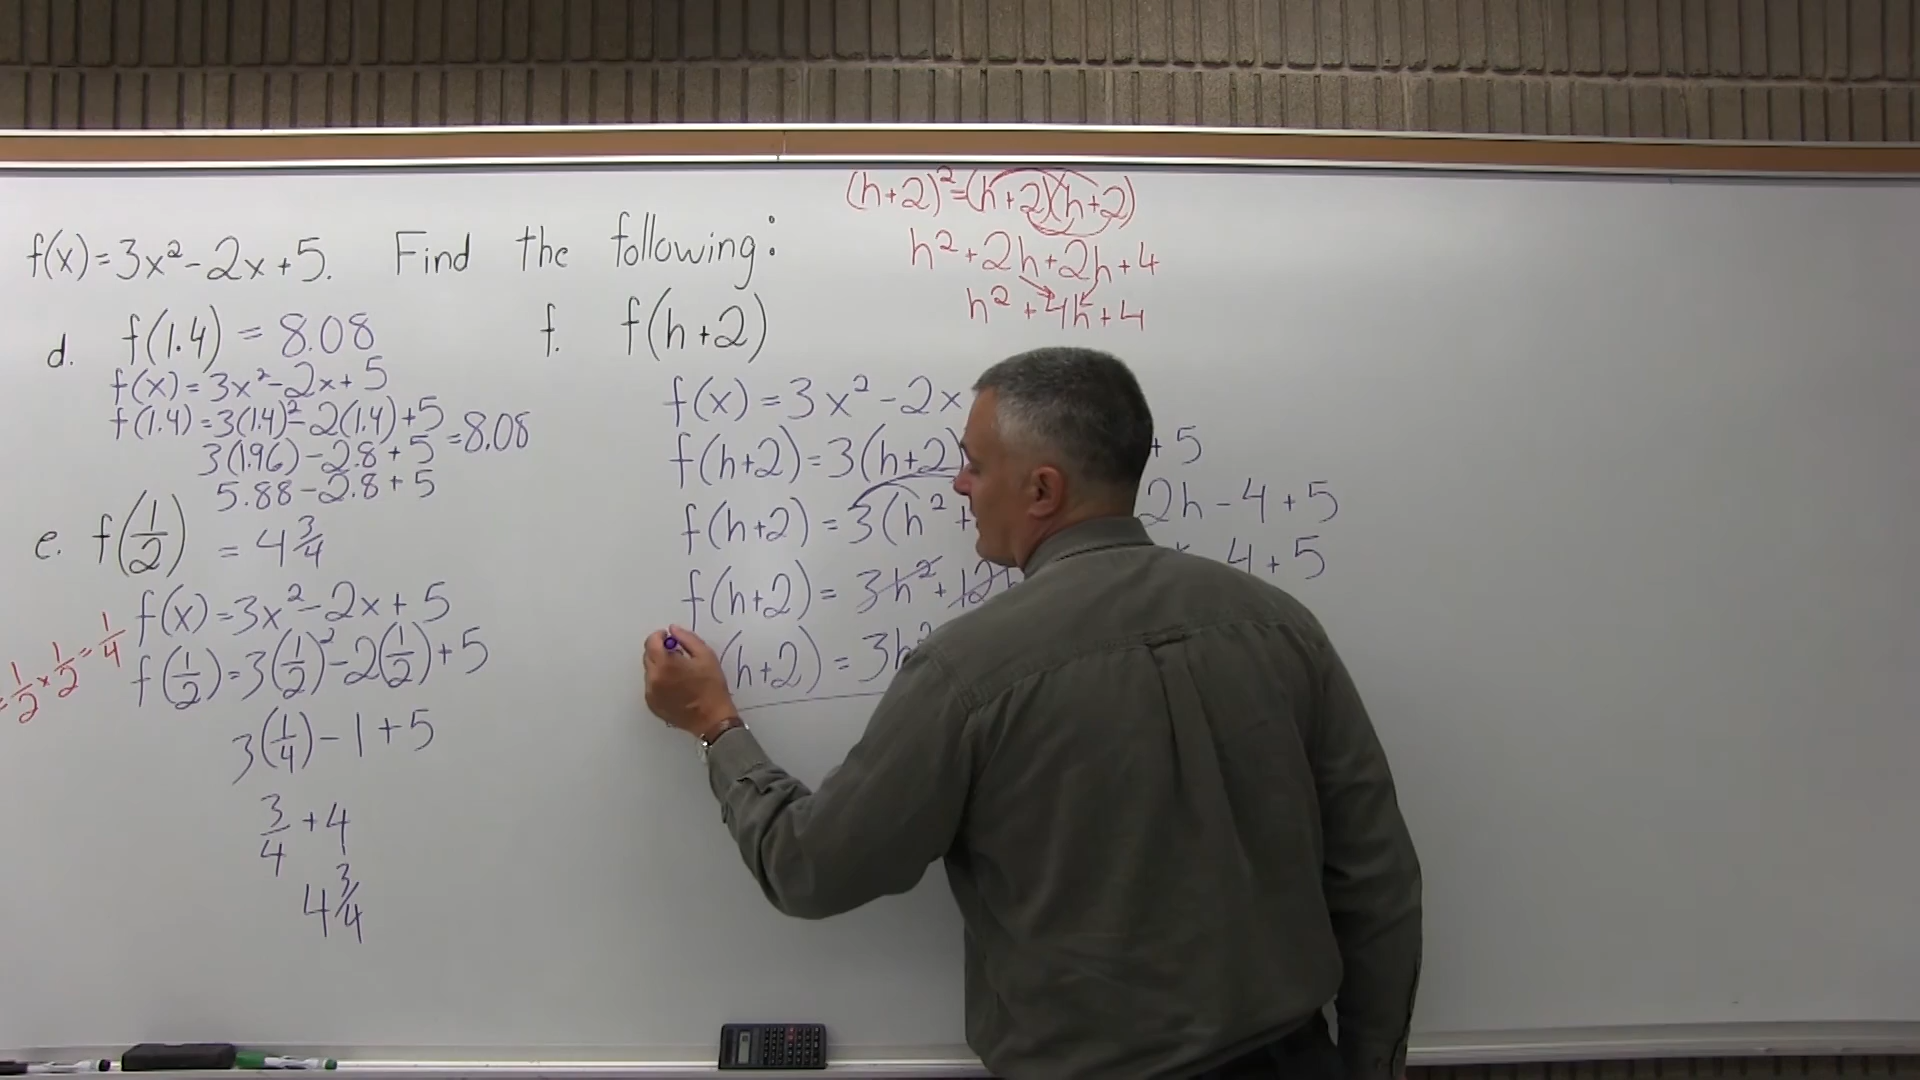 f(x)=3x²-2x+5. Find the following:
d. f(1.4) = 8.08
f(x)=3x²-2x+5
f(1.4)=3(1.4)²-2(1.4)+5
3(1.96)-2.8+5 =8.08
5.88-2.8+5
e. f(1/2) = 4 3/4
f(x)=3x²-2x+5
f(1/2)=3(1/2)²-2(1/2)+5
=1/2×1/2=1/4
3(1/4)-1+5
3/4+4
4 3/4
(h+2)²=(h+2)(h+2)
h²+2h+2h+4
h²+4h+4
f. f(h+2)
f(x)=3x²-2x
f(h+2)=3(h+2) +5
f(h+2)=3(h²+ 2h-4+5
f(h+2)=3h²+12h 4+5
(h+2)=3h²